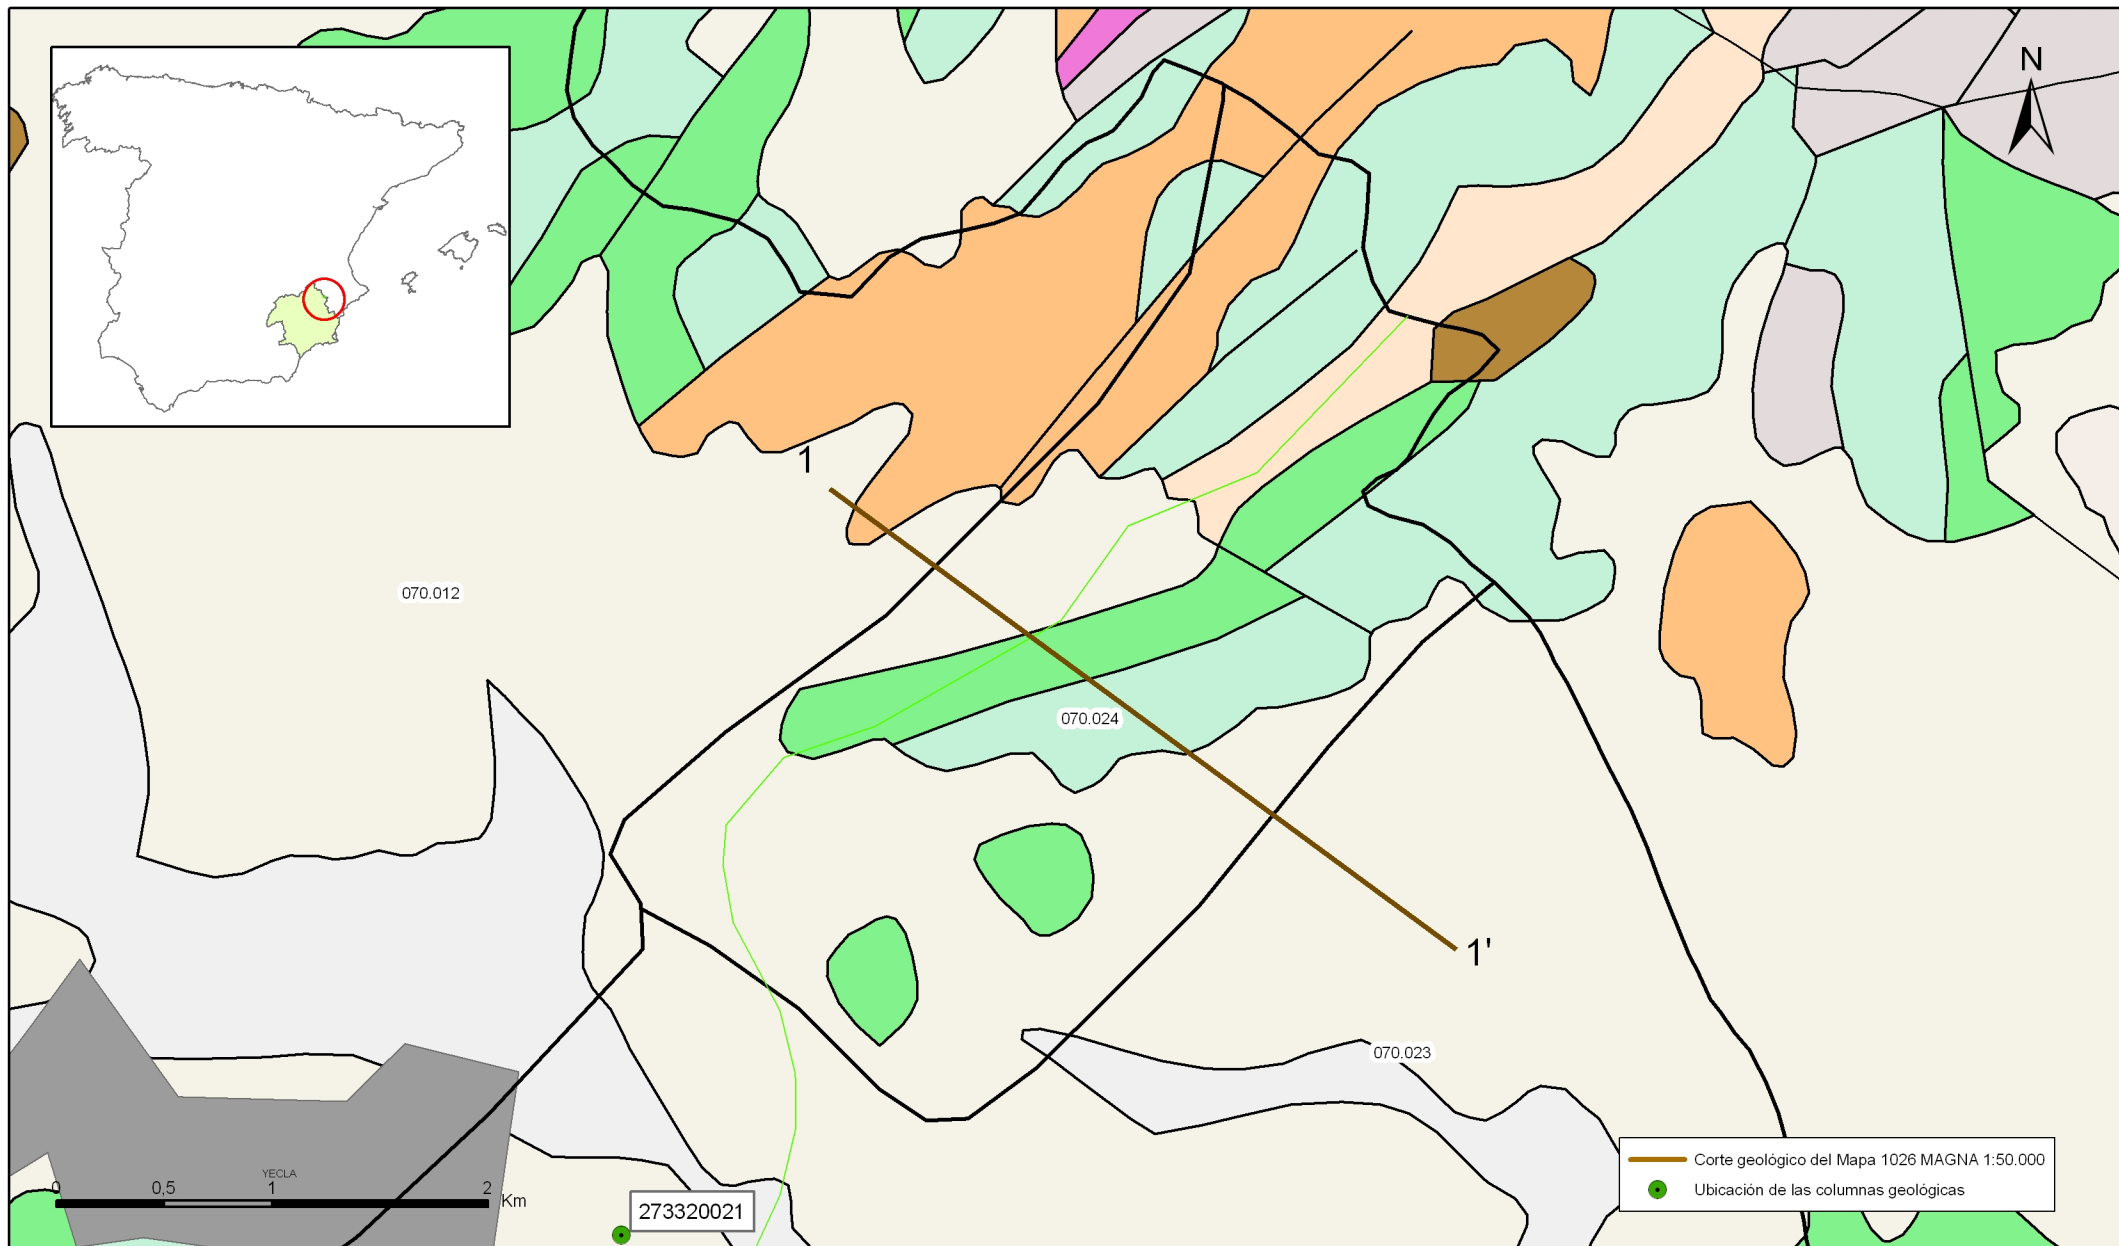 N
1
070.012
070.024
1'
070.023
Corte geológico del Mapa 1026 MAGNA 1:50.000
Ubicación de las columnas geológicas
YECLA
0 0,5 1 2 Km
273320021